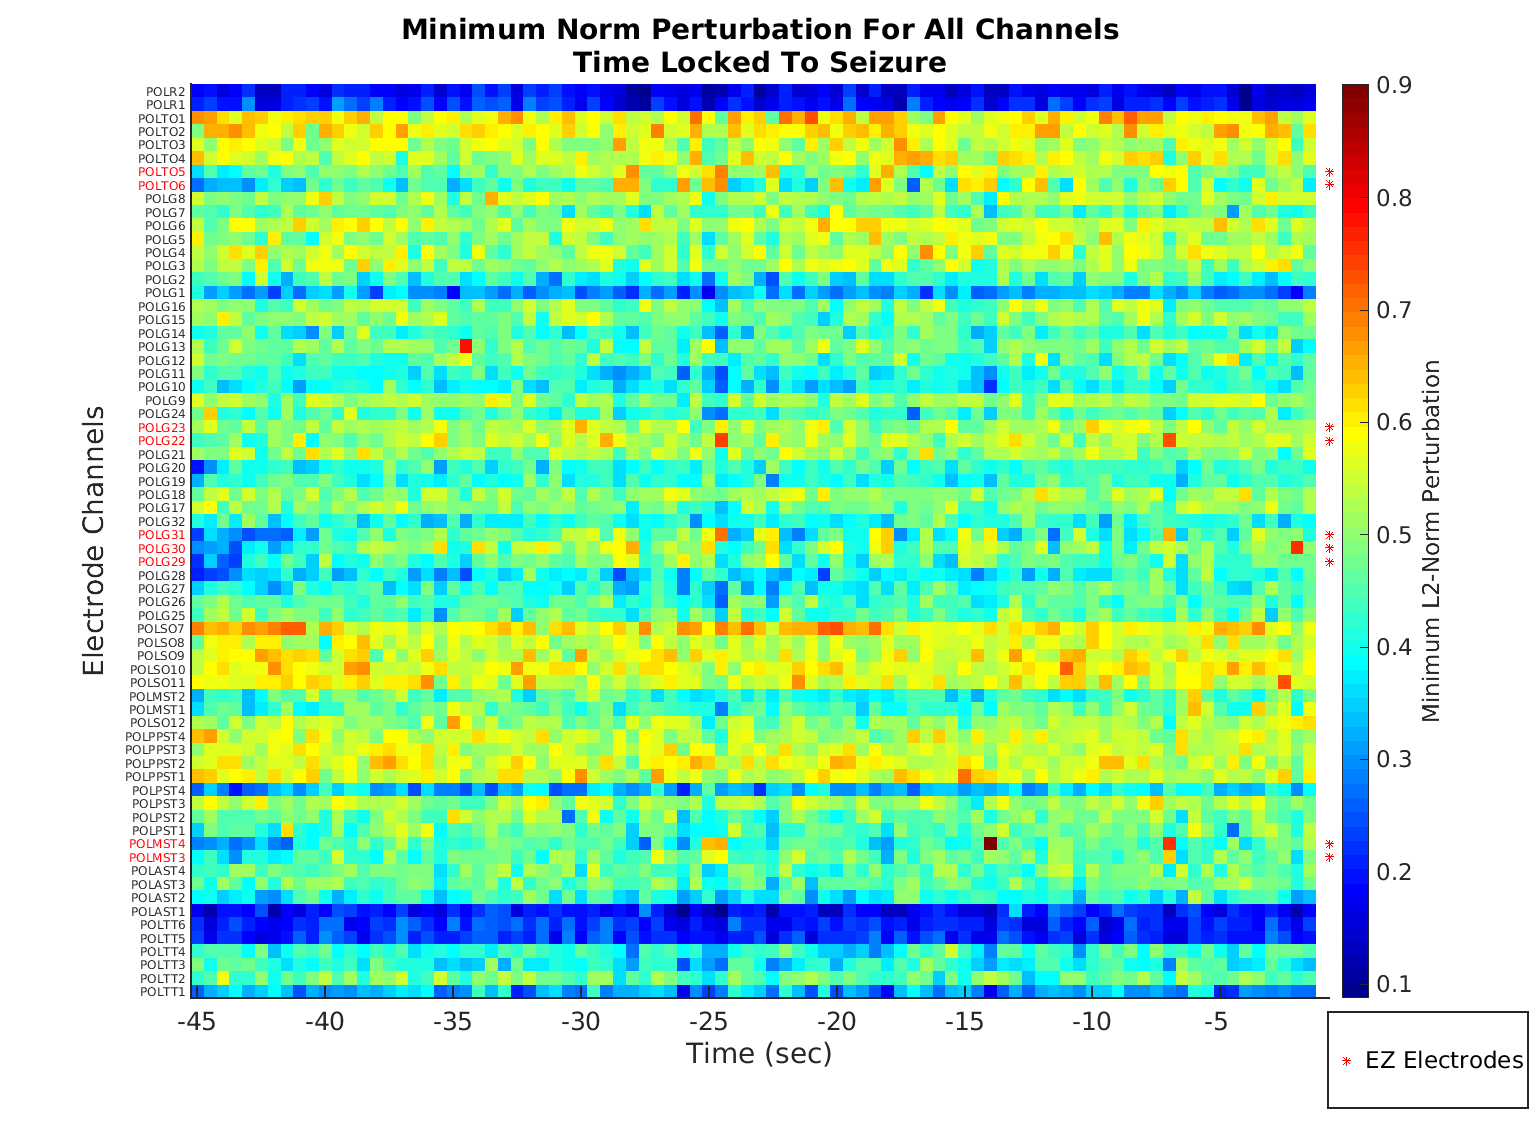 Minimum Norm Perturbation For All Channels
Time Locked To Seizure
Electrode Channels
POLR2
POLR1
POLTO1
POLTO2
POLTO3
POLTO4
POLTO5
POLTO6
POLG8
POLG7
POLG6
POLG5
POLG4
POLG3
POLG2
POLG1
POLG16
POLG15
POLG14
POLG13
POLG12
POLG11
POLG10
POLG9
POLG24
POLG23
POLG22
POLG21
POLG20
POLG19
POLG18
POLG17
POLG32
POLG31
POLG30
POLG29
POLG28
POLG27
POLG26
POLG25
POLSO7
POLSO8
POLSO9
POLSO10
POLSO11
POLMST2
POLMST1
POLSO12
POLPPST4
POLPPST3
POLPPST2
POLPPST1
POLPST4
POLPST3
POLPST2
POLPST1
POLMST4
POLMST3
POLAST4
POLAST3
POLAST2
POLAST1
POLTT6
POLTT5
POLTT4
POLTT3
POLTT2
POLTT1
-45 -40 -35 -30 -25 -20 -15 -10 -5
Time (sec)
0.9
0.8
0.7
0.6
0.5
0.4
0.3
0.2
0.1
Minimum L2-Norm Perturbation
* EZ Electrodes